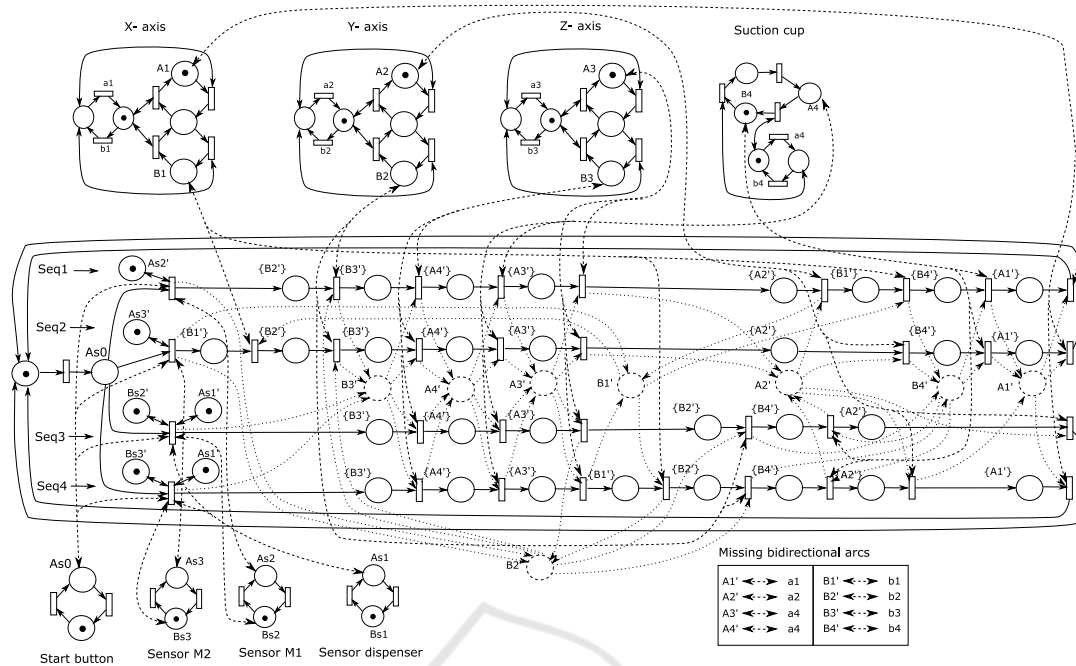 X- axis
Y- axis
Z- axis
Suction cup
a1
A1
b1
B1
a2
A2
b2
B2
a3
A3
b3
B3
B4
A4
a4
b4
Seq1
As2'
{B2'}
{B3'}
{A4'}
{A3'}
{A2'}
{B1'}
{B4'}
{A1'}
Seq2
As3'
{B1'}
{B2'}
{B3'}
{A4'}
{A3'}
{A2'}
{B4'}
{A1'}
As0
B3'
A4'
A3'
B1'
A2'
B4'
A1'
Seq3
Bs2'
As1'
{A4'}
{A3'}
{B2'}
{B4'}
{A2'}
{B3'}
Seq4
Bs3'
As1'
{B3'}
{A4'}
{A3'}
{B1'}
{B2'}
{B4'}
{A2'}
{A1'}
B2'
As0
Start button
As3
Bs3
Sensor M2
As2
Bs2
Sensor M1
As1
Bs1
Sensor dispenser
Missing bidirectional arcs
A1' a1 B1' b1
A2' a2 B2' b2
A3' a4 B3' b3
A4' a4 B4' b4